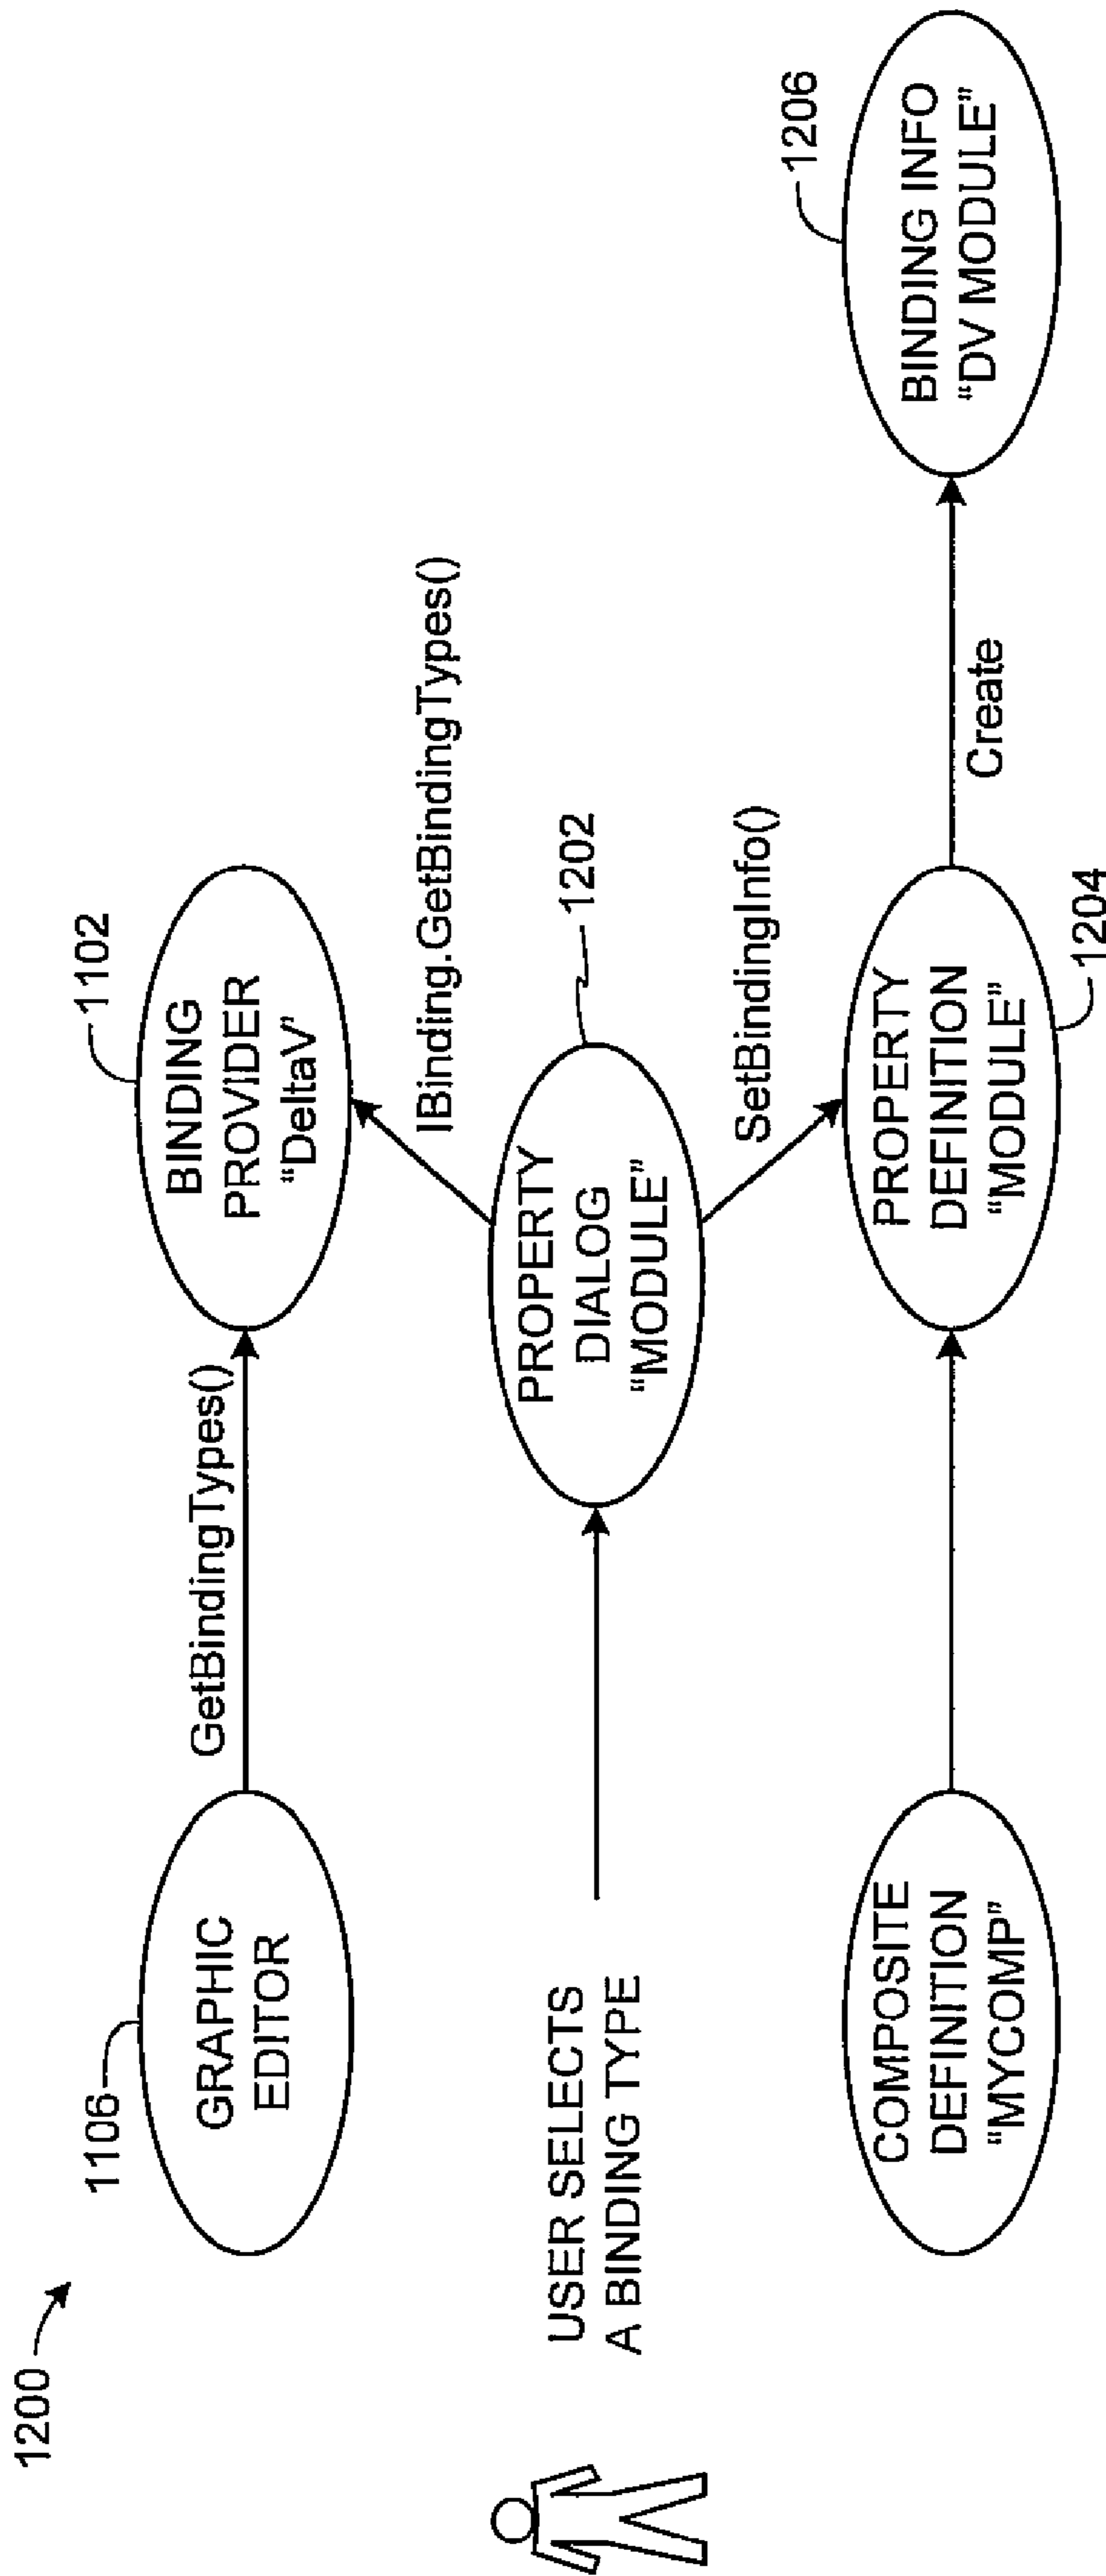 1200
1106
GRAPHIC
EDITOR
GetBindingTypes()
1102
BINDING
PROVIDER
“DeltaV’
IBinding.GetBindingTypes()
USER SELECTS
A BINDING TYPE
PROPERTY
DIALOG
“MODULE”
1202
SetBindingInfo()
COMPOSITE
DEFINITION
“MYCOMP”
PROPERTY
DEFINITION
“MODULE”
1204
Create
BINDING INFO
“DV MODULE”
1206